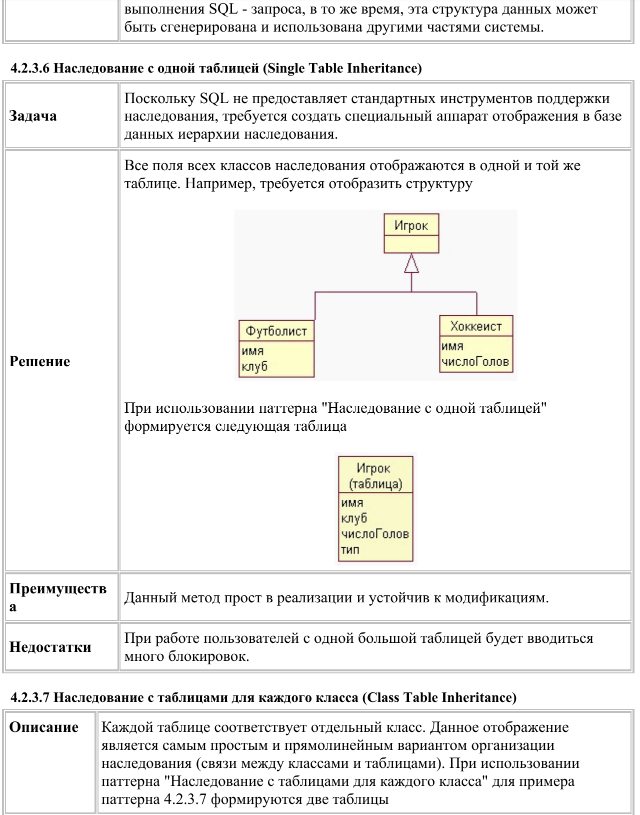 выполнения SQL - запроса, в то же время, эта структура данных может
быть сгенерирована и использована другими частями системы.
4.2.3.6 Наследование с одной таблицей (Single Table Inheritance)
Задача
Поскольку SQL не предоставляет стандартных инструментов поддержки
наследования, требуется создать специальный аппарат отображения в базе
данных иерархии наследования.
Решение
Все поля всех классов наследования отображаются в одной и той же
таблице. Например, требуется отобразить структуру
Игрок
Футболист
имя
клуб
Хоккеист
имя
числоГолов
При использовании паттерна "Наследование с одной таблицей"
формируется следующая таблица
Игрок
(таблица)
имя
клуб
числоГолов
тип
Преимуществ
а
Данный метод прост в реализации и устойчив к модификациям.
Недостатки
При работе пользователей с одной большой таблицей будет вводиться
много блокировок.
4.2.3.7 Наследование с таблицами для каждого класса (Class Table Inheritance)
Описание
Каждой таблице соответствует отдельный класс. Данное отображение
является самым простым и прямолинейным вариантом организации
наследования (связи между классами и таблицами). При использовании
паттерна "Наследование с таблицами для каждого класса" для примера
паттерна 4.2.3.7 формируются две таблицы